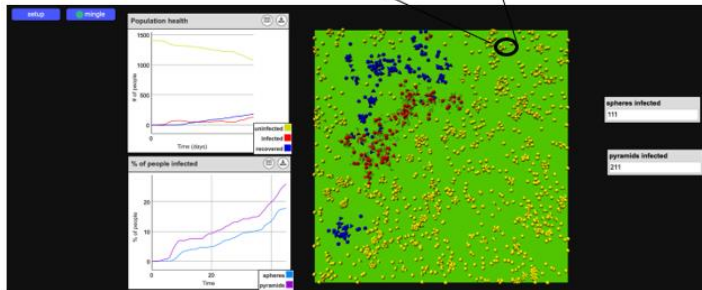 setup
mingle
Population health
1500
1000
500
0
# of people
Time (days)
uninfected
infected
recovered
% of people infected
20
10
0
% of people
0
20
Time
spheres
pyramids
spheres infected
111
pyramids infected
211